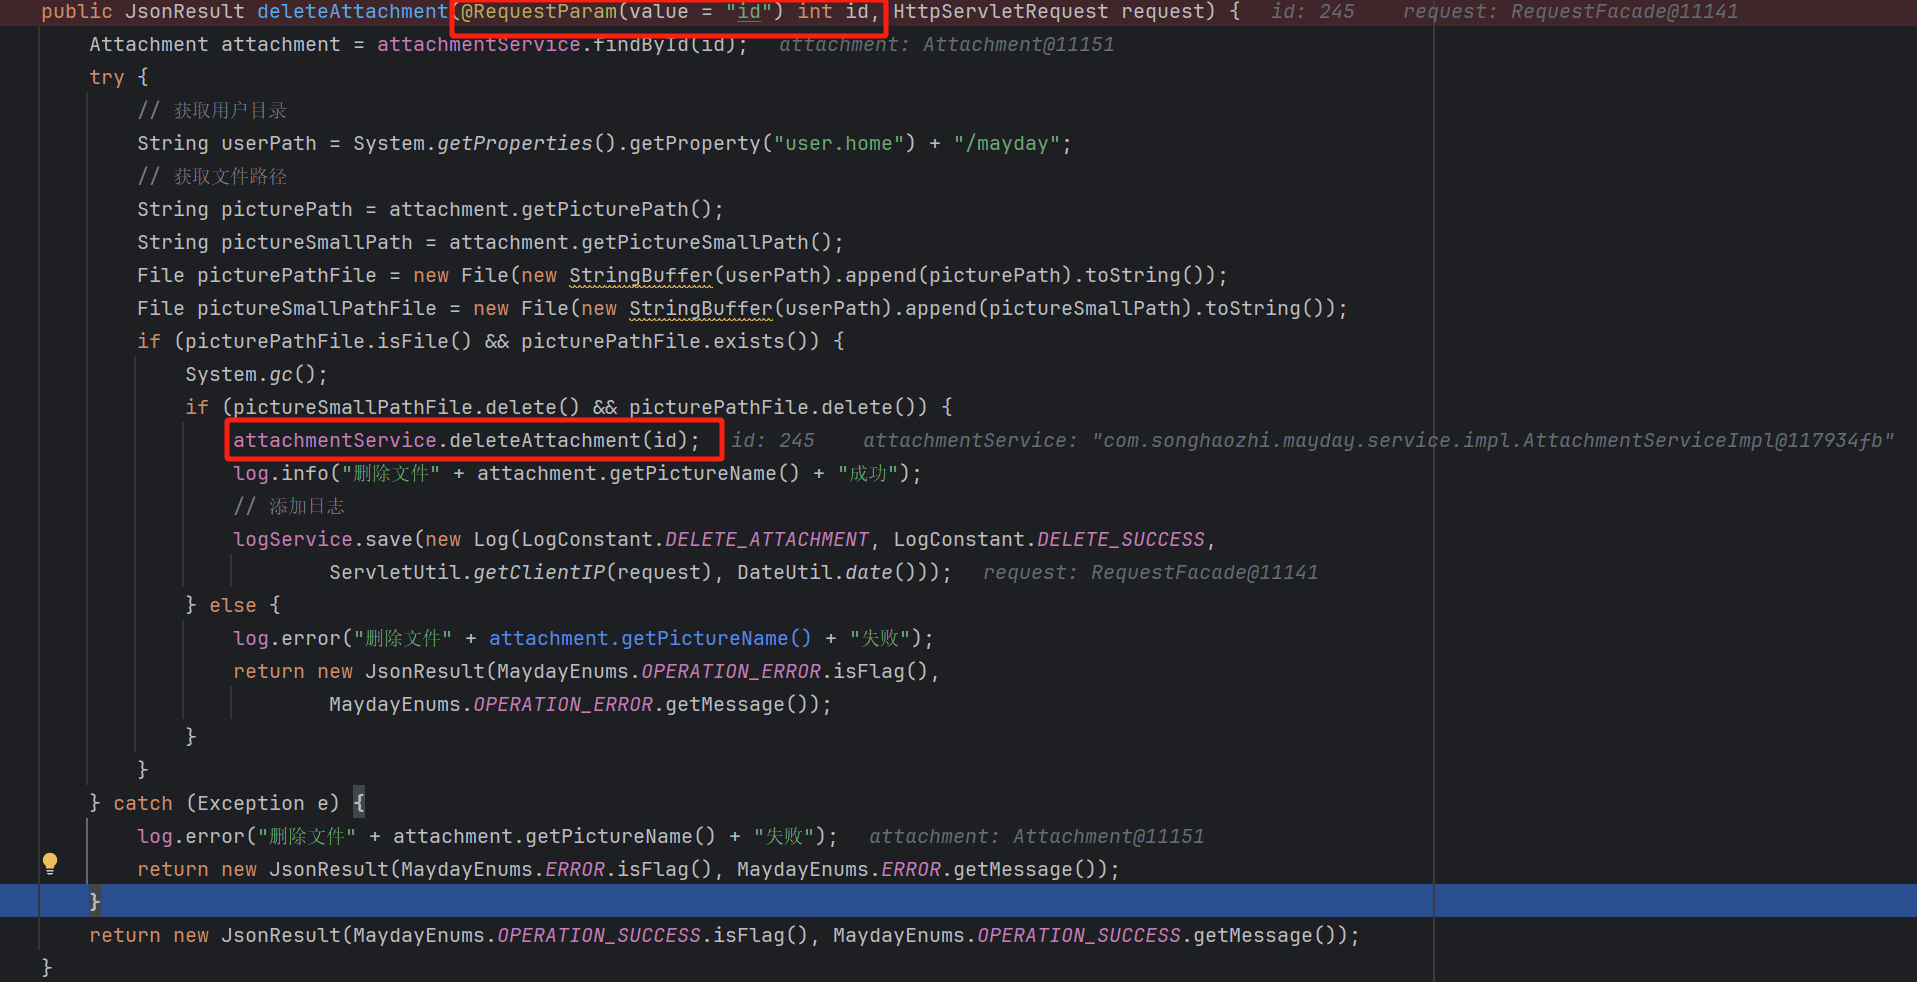 public JsonResult deleteAttachment(@RequestParam(value = "id") int id, HttpServletRequest request) { id: 245 request: RequestFacade@11141
Attachment attachment = attachmentService.findById(id); attachment: Attachment@11151
try {
// 获取用户目录
String userPath = System.getProperties().getProperty("user.home") + "/mayday";
// 获取文件路径
String picturePath = attachment.getPicturePath();
String pictureSmallPath = attachment.getPictureSmallPath();
File picturePathFile = new File(new StringBuffer(userPath).append(picturePath).toString());
File pictureSmallPathFile = new File(new StringBuffer(userPath).append(pictureSmallPath).toString());
if (picturePathFile.isFile() && picturePathFile.exists()) {
System.gc();
if (pictureSmallPathFile.delete() && picturePathFile.delete()) {
attachmentService.deleteAttachment(id); id: 245 attachmentService: "com.songhaozhi.mayday.service.impl.AttachmentServiceImpl@117934fb"
log.info("删除文件" + attachment.getPictureName() + "成功");
// 添加日志
logService.save(new Log(LogConstant.DELETE_ATTACHMENT, LogConstant.DELETE_SUCCESS,
ServletUtil.getClientIP(request), DateUtil.date())); request: RequestFacade@11141
} else {
log.error("删除文件" + attachment.getPictureName() + "失败");
return new JsonResult(MaydayEnums.OPERATION_ERROR.isFlag(),
MaydayEnums.OPERATION_ERROR.getMessage());
}
}
} catch (Exception e) {
log.error("删除文件" + attachment.getPictureName() + "失败"); attachment: Attachment@11151
return new JsonResult(MaydayEnums.ERROR.isFlag(), MaydayEnums.ERROR.getMessage());
}
return new JsonResult(MaydayEnums.OPERATION_SUCCESS.isFlag(), MaydayEnums.OPERATION_SUCCESS.getMessage());
}